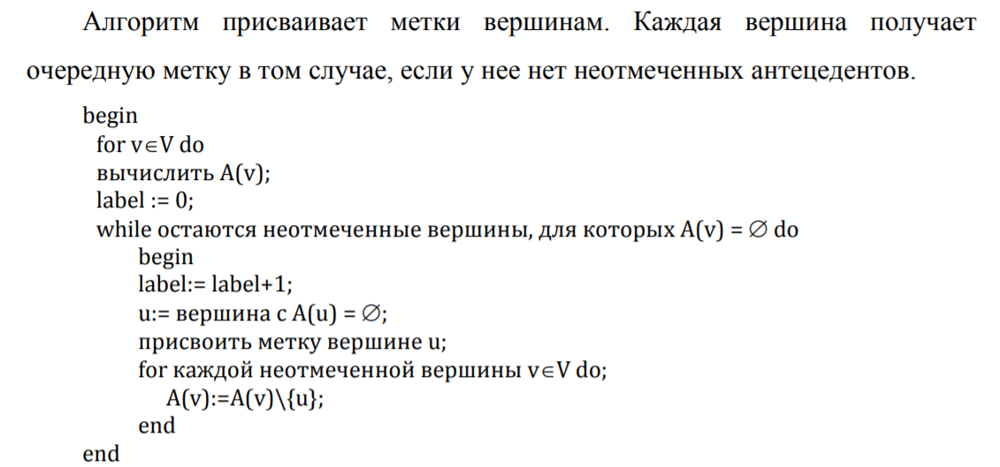 Алгоритм присваивает метки вершинам. Каждая вершина получает
очередную метку в том случае, если у нее нет неотмеченных антецедентов.
begin
for v∈V do
вычислить A(v);
label := 0;
while остаются неотмеченные вершины, для которых A(v) = ∅ do
begin
label:= label+1;
u:= вершина с A(u) = ∅;
присвоить метку вершине u;
for каждой неотмеченной вершины v∈V do;
A(v):=A(v)\{u};
end
end